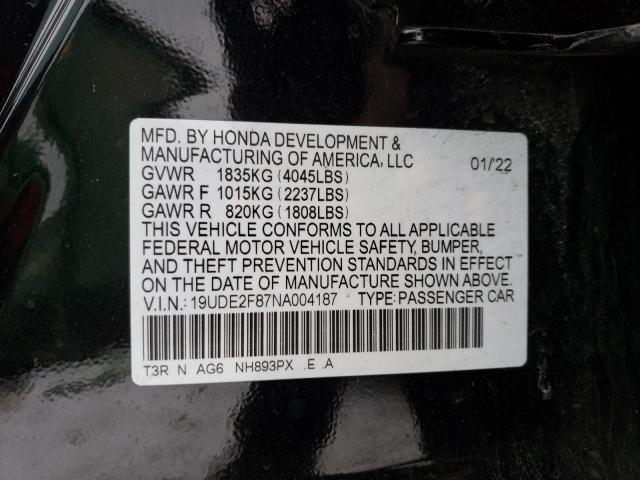 MFD. BY HONDA DEVELOPMENT &
MANUFACTURING OF AMERICA, LLC 01/'22
GVWR 1835KG (4045LBS)
GAWR F 1015KG (2237LBS)
GAWR R 820KG (1808LBS)
THIS VEHICLE CONFORMS TO ALL APPLICABLE
FEDERAL MOTOR VEHICLE SAFETY, BUMPER,
AND THEFT PREVENTION STANDARDS IN EFFECT
ON THE DATE OF MANUFACTURE SHOWN ABOVE.
V.I.N.: 19UDE2F87NA004187 TYPE: PASSENGER CAR
T3R N AG6 NH893PX .E .A